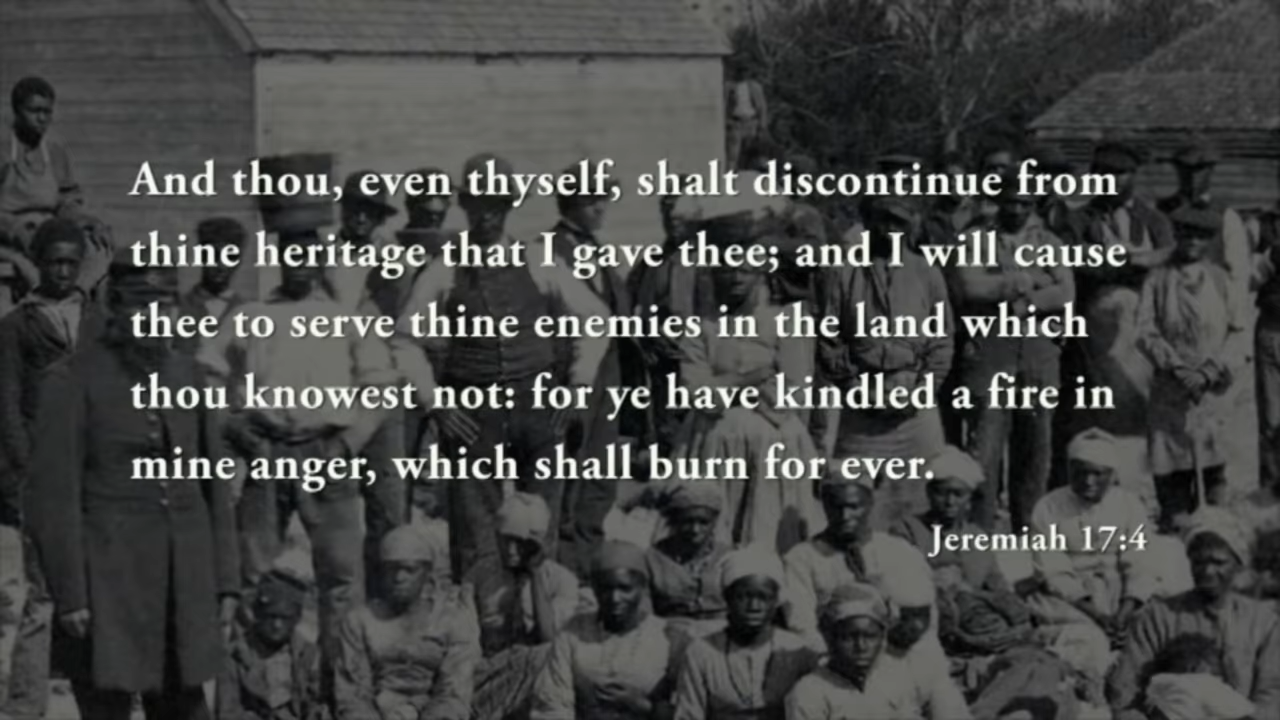 And thou, even thyself, shalt discontinue from
thine heritage that I gave thee; and I will cause
thee to serve thine enemies in the land which
thou knowest not: for ye have kindled a fire in
mine anger, which shall burn for ever.
Jeremiah 17:4